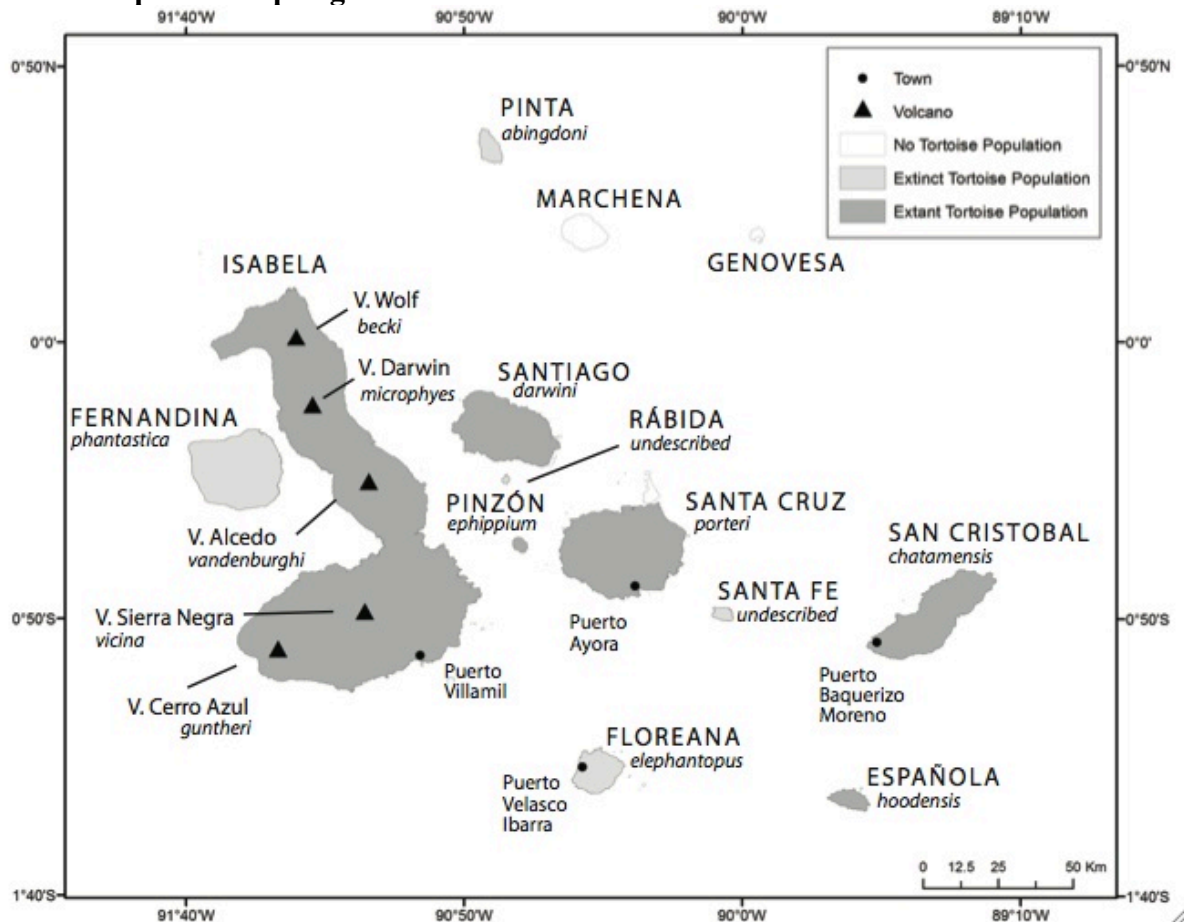 91°40'W 90°50'W 90°0'W 89°10'W
0°50'N 0°50'N
Town
Volcano
No Tortoise Population
Extinct Tortoise Population
Extant Tortoise Population
PINTA
abingdoni
MARCHENA
GENOVESA
ISABELA
V. Wolf
becki
0°0' 0°0'
V. Darwin
microphyes
SANTIAGO
darwini
FERNANDINA
phantastica
RÁBIDA
undescribed
PINZÓN
ephippium
SANTA CRUZ
porteri
V. Alcedo
vandenburghi
SAN CRISTOBAL
chatamensis
SANTA FE
undescribed
V. Sierra Negra
vicina
0°50'S 0°50'S
Puerto
Ayora
Puerto
Villamil
Puerto
Baquerizo
Moreno
V. Cerro Azul
guntheri
FLOREANA
elephantopus
Puerto
Velasco
Ibarra
ESPAÑOLA
hoodensis
0 12.5 25 50 Km
1°40'S 1°40'S
91°40'W 90°50'W 90°0'W 89°10'W